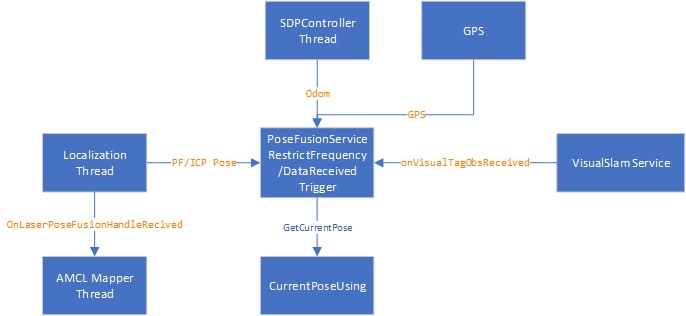 SDPController
Thread
GPS
Odom
GPS
Localization
Thread
PF/ICP Pose
PoseFusionService
RestrictFrequency
/DataReceived
Trigger
onVisualTagObsReceived
VisualSlam Service
OnLaserPoseFusionHandleRecived
GetCurrentPose
AMCL Mapper
Thread
CurrentPoseUsing